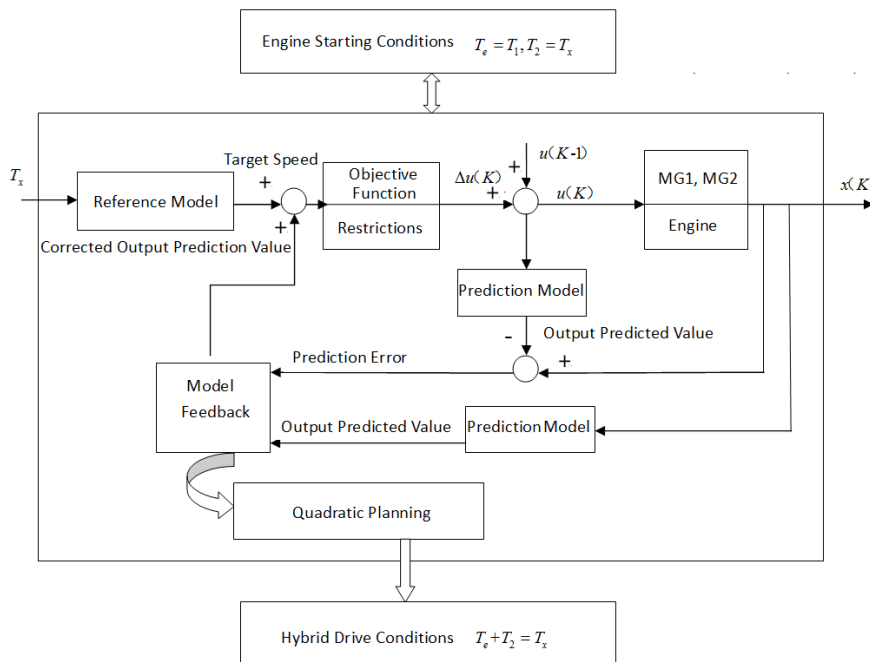 Engine Starting Conditions T_e = T_1, T_2 = T_x
T_x
Reference Model
Target Speed
+
+
Corrected Output Prediction Value
Objective Function
Restrictions
Δu(K)
+
+
u(K-1)
u(K)
MG1, MG2
Engine
x(K
Prediction Model
-
Output Predicted Value
+
Prediction Error
Model Feedback
Output Predicted Value
Prediction Model
Quadratic Planning
Hybrid Drive Conditions T_e+T_2 = T_x